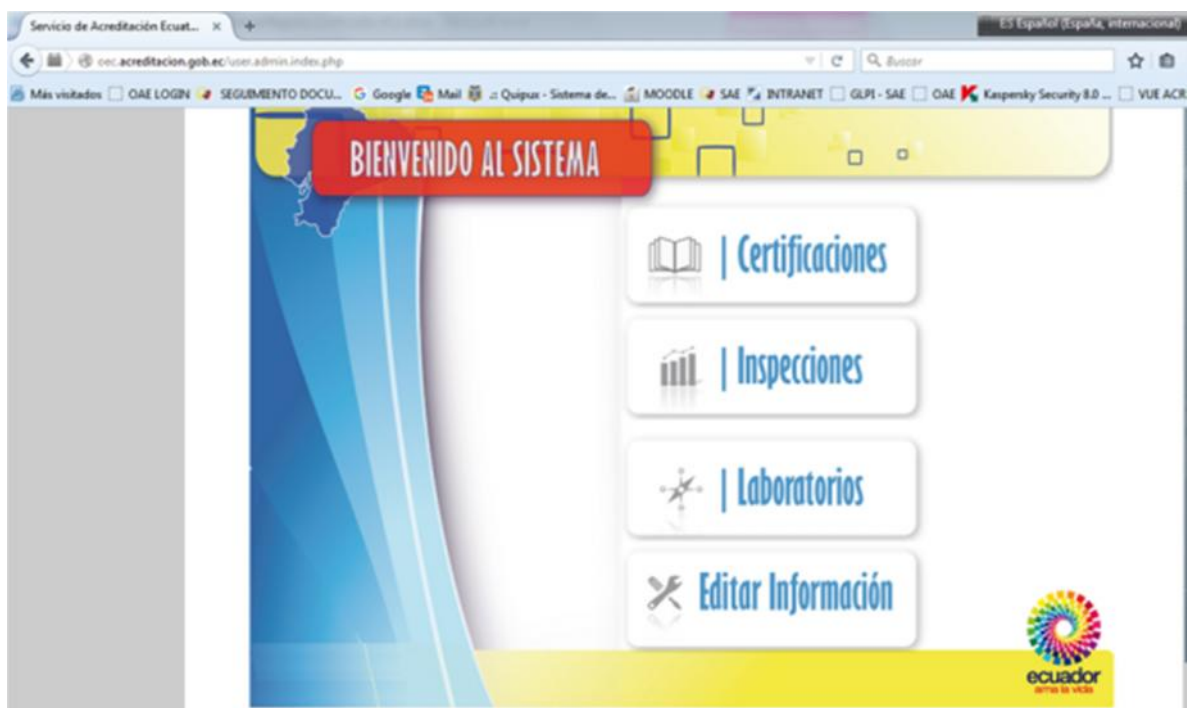 Servicio de Acreditación Ecuat... × +
ES Español (España, internacional)
oec.acreditacion.gob.ec/user.admin.index.php
Buscar
Más visitados OAE LOGIN SEGUIMIENTO DOCU... Google Mail .: Quipux - Sistema de... MOODLE SAE INTRANET GLPI - SAE OAE Kaspersky Security 8.0 ... VUE ACR
BIENVENIDO AL SISTEMA
| Certificaciones
| Inspecciones
| Laboratorios
Editar Información
ecuador
ama la vida